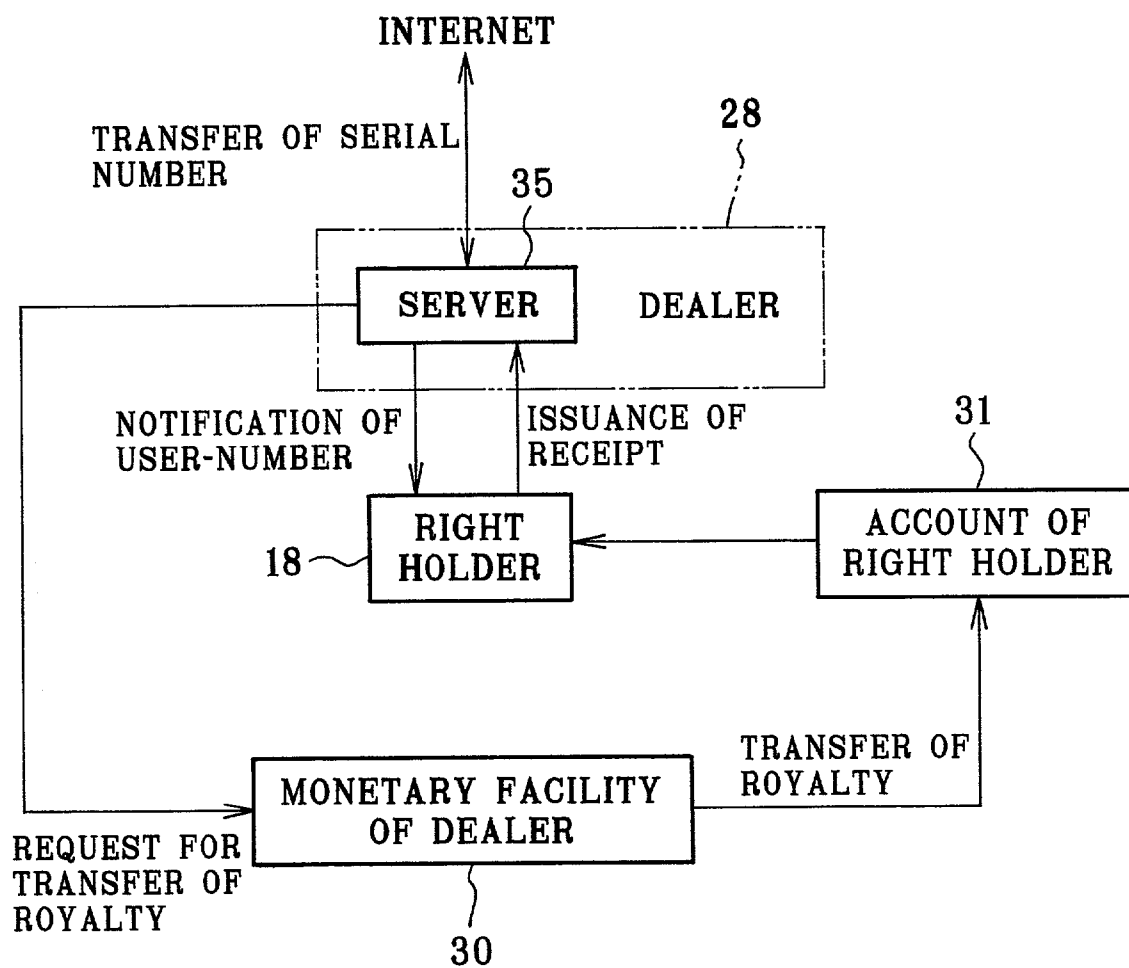 INTERNET
TRANSFER OF SERIAL
NUMBER
28
35
SERVER
DEALER
NOTIFICATION OF
USER-NUMBER
ISSUANCE OF
RECEIPT
31
RIGHT
HOLDER
18
ACCOUNT OF
RIGHT HOLDER
TRANSFER OF
ROYALTY
MONETARY FACILITY
OF DEALER
REQUEST FOR
TRANSFER OF
ROYALTY
30